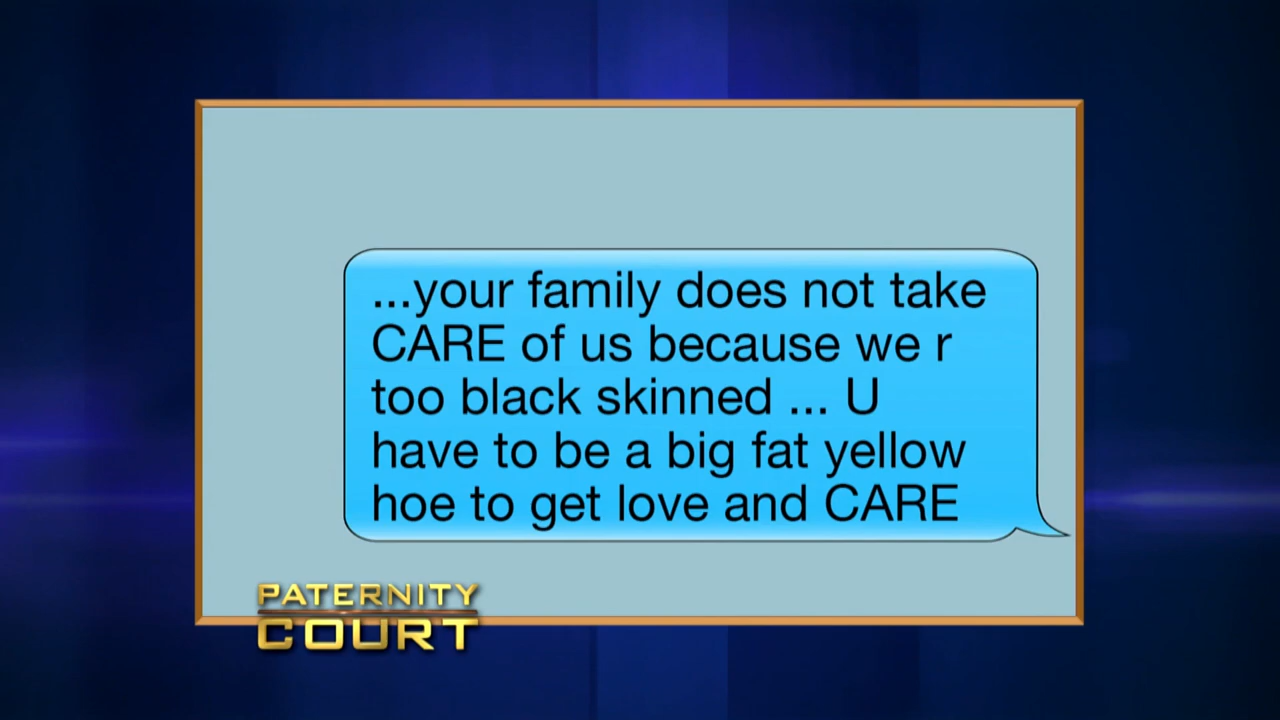 ...your family does not take
CARE of us because we r
too black skinned ... U
have to be a big fat yellow
hoe to get love and CARE
PATERNITY
COURT